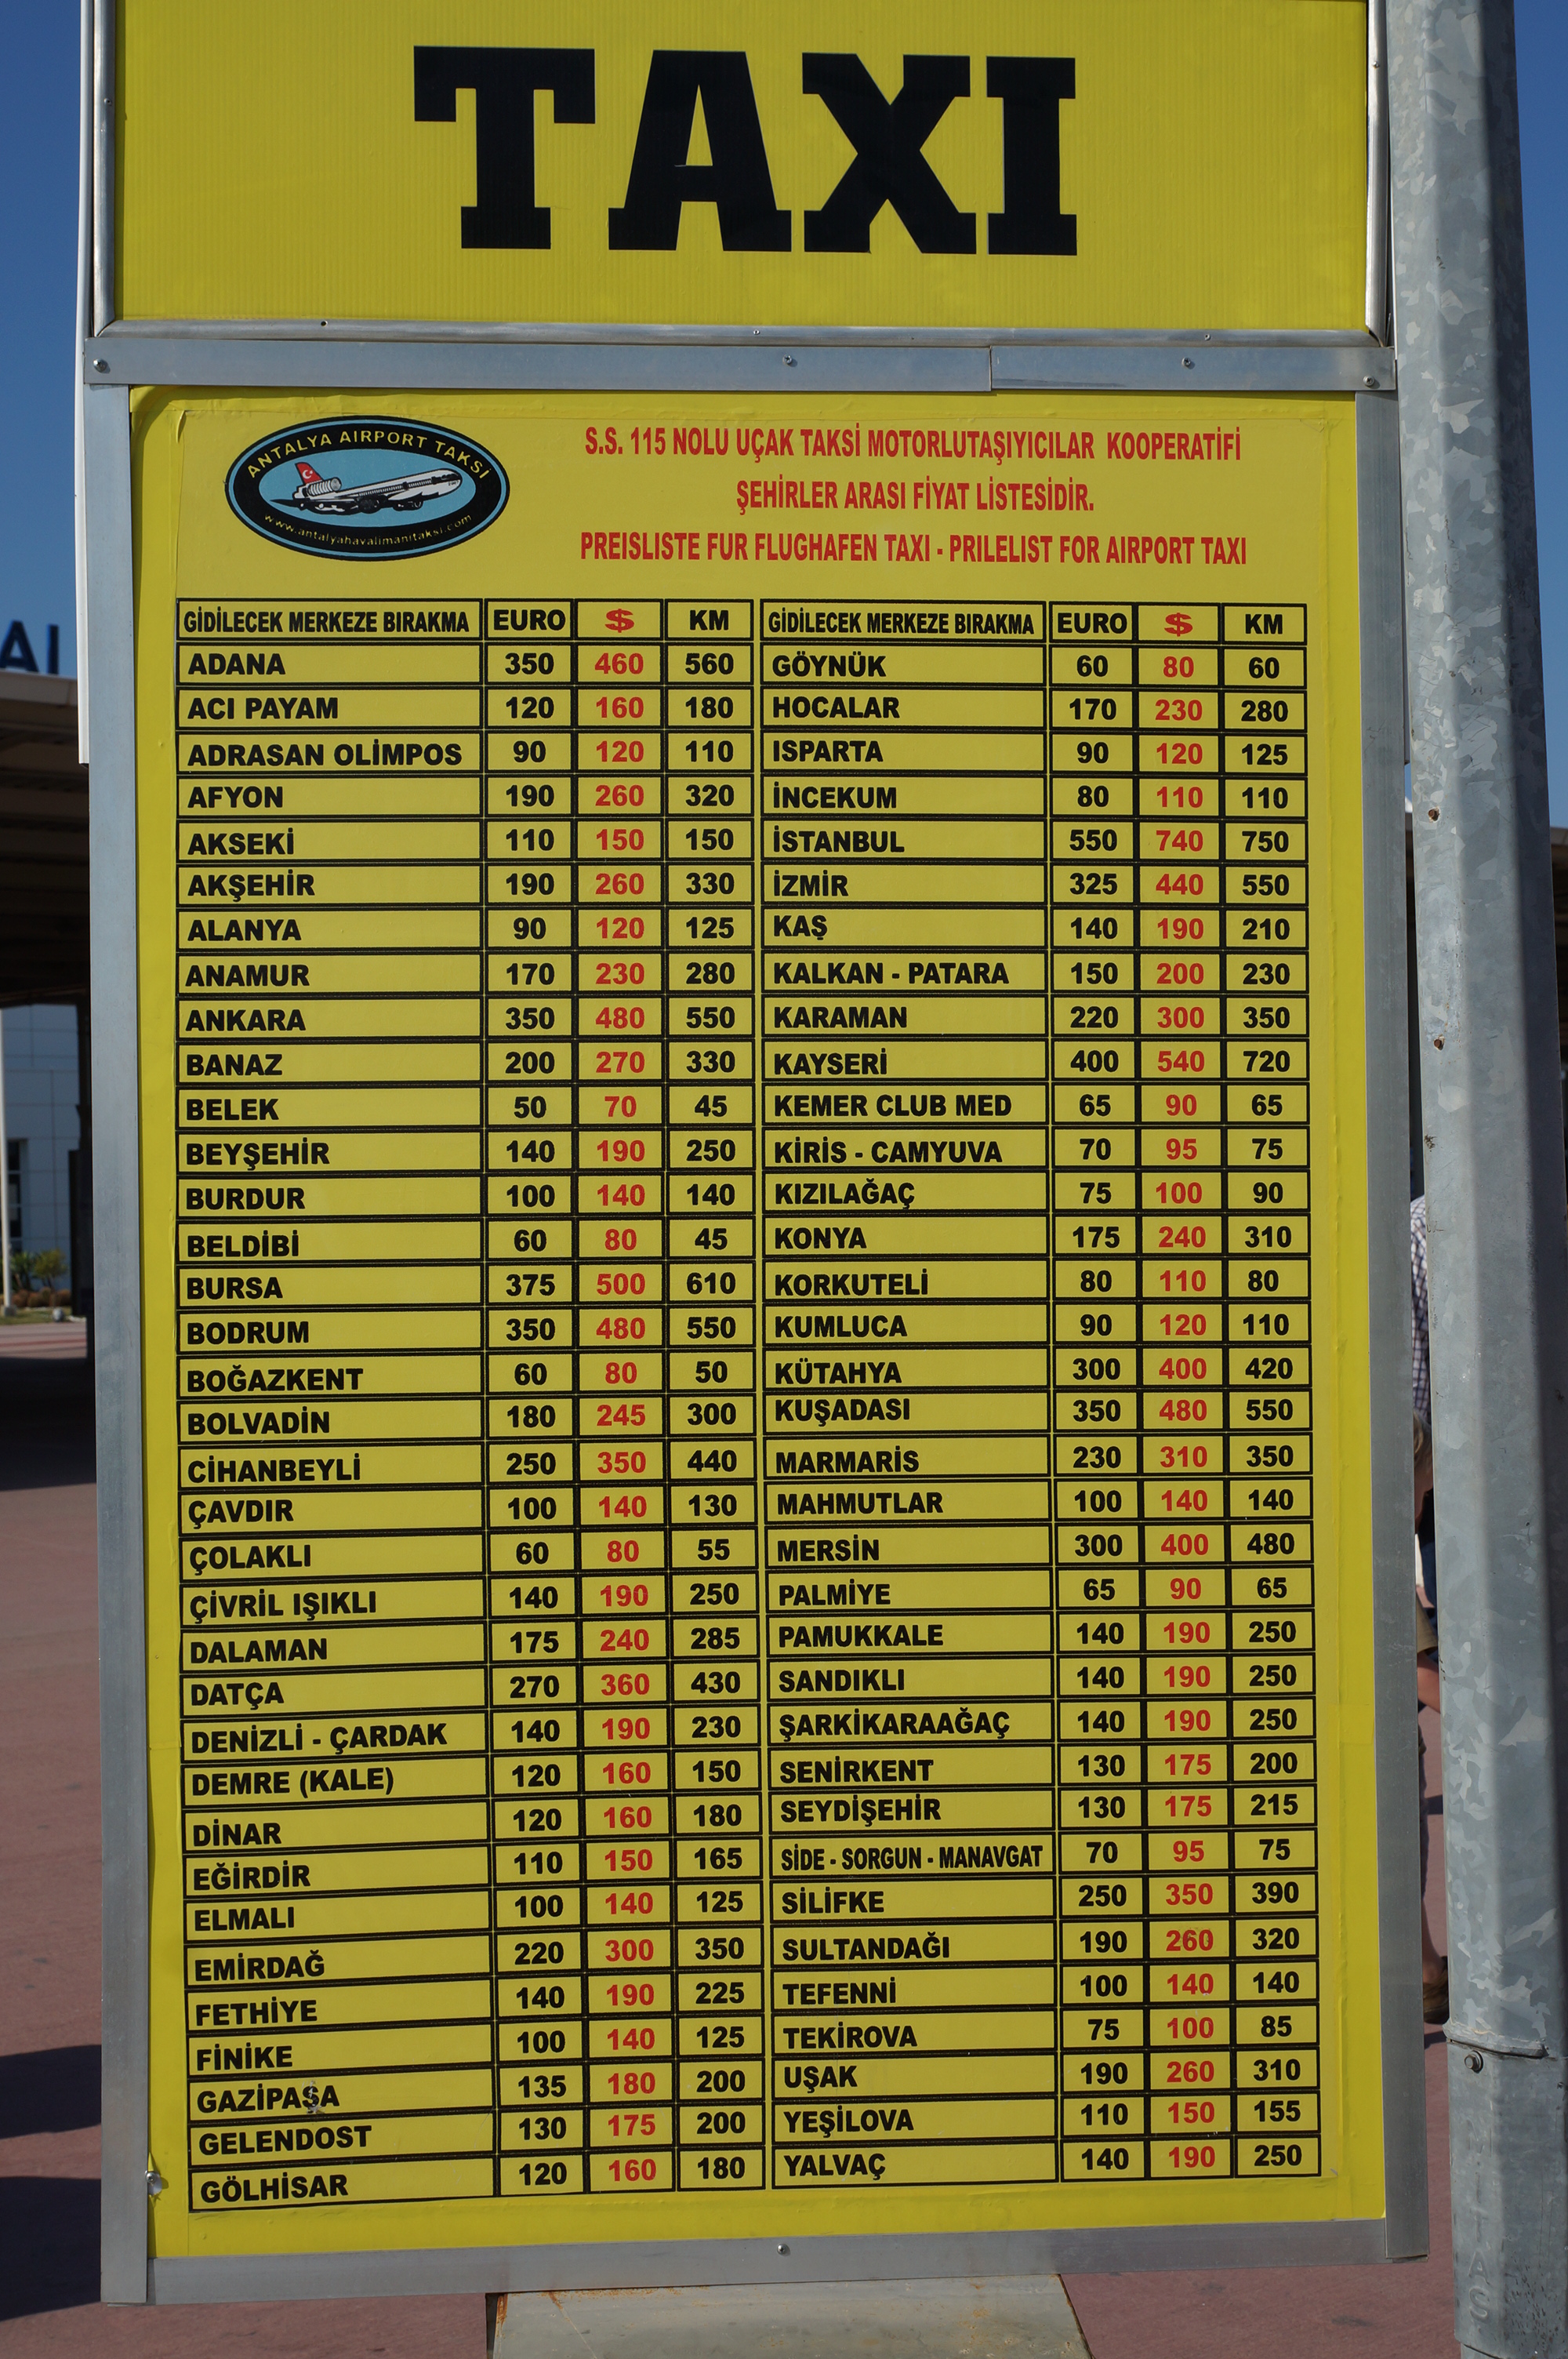 TAXI
ANTALYA AIRPORT TAKSI
www.antalyahavalimanitaksi.com
S.S. 115 NOLU UÇAK TAKSİ MOTORLUTAŞIYICILAR KOOPERATİFİ
ŞEHİRLER ARASI FİYAT LİSTESİDİR.
PREISLISTE FUR FLUGHAFEN TAXI - PRILELIST FOR AIRPORT TAXI
GİDİLECEK MERKEZE BIRAKMA EURO $ KM GİDİLECEK MERKEZE BIRAKMA EURO $ KM
ADANA 350 460 560 GÖYNÜK 60 80 60
ACI PAYAM 120 160 180 HOCALAR 170 230 280
ADRASAN OLİMPOS 90 120 110 ISPARTA 90 120 125
AFYON 190 260 320 İNCEKUM 80 110 110
AKSEKİ 110 150 150 İSTANBUL 550 740 750
AKŞEHİR 190 260 330 İZMİR 325 440 550
ALANYA 90 120 125 KAŞ 140 190 210
ANAMUR 170 230 280 KALKAN - PATARA 150 200 230
ANKARA 350 480 550 KARAMAN 220 300 350
BANAZ 200 270 330 KAYSERİ 400 540 720
BELEK 50 70 45 KEMER CLUB MED 65 90 65
BEYŞEHİR 140 190 250 KİRİS - CAMYUVA 70 95 75
BURDUR 100 140 140 KIZILAĞAÇ 75 100 90
BELDİBİ 60 80 45 KONYA 175 240 310
BURSA 375 500 610 KORKUTELİ 80 110 80
BODRUM 350 480 550 KUMLUCA 90 120 110
BOĞAZKENT 60 80 50 KÜTAHYA 300 400 420
BOLVADİN 180 245 300 KUŞADASI 350 480 550
CİHANBEYLİ 250 350 440 MARMARİS 230 310 350
ÇAVDIR 100 140 130 MAHMUTLAR 100 140 140
ÇOLAKLI 60 80 55 MERSİN 300 400 480
ÇİVRİL IŞIKLI 140 190 250 PALMİYE 65 90 65
DALAMAN 175 240 285 PAMUKKALE 140 190 250
DATÇA 270 360 430 SANDIKLI 140 190 250
DENİZLİ - ÇARDAK 140 190 230 ŞARKİKARAAĞAÇ 140 190 250
DEMRE (KALE) 120 160 150 SENİRKENT 130 175 200
DİNAR 120 160 180 SEYDİŞEHİR 130 175 215
EĞİRDİR 110 150 165 SİDE - SORGUN - MANAVGAT 70 95 75
ELMALI 100 140 125 SİLİFKE 250 350 390
EMİRDAĞ 220 300 350 SULTANDAĞI 190 260 320
FETHİYE 140 190 225 TEFENNİ 100 140 140
FİNİKE 100 140 125 TEKİROVA 75 100 85
GAZİPAŞA 135 180 200 UŞAK 190 260 310
GELENDOST 130 175 200 YEŞİLOVA 110 150 155
GÖLHİSAR 120 160 180 YALVAÇ 140 190 250